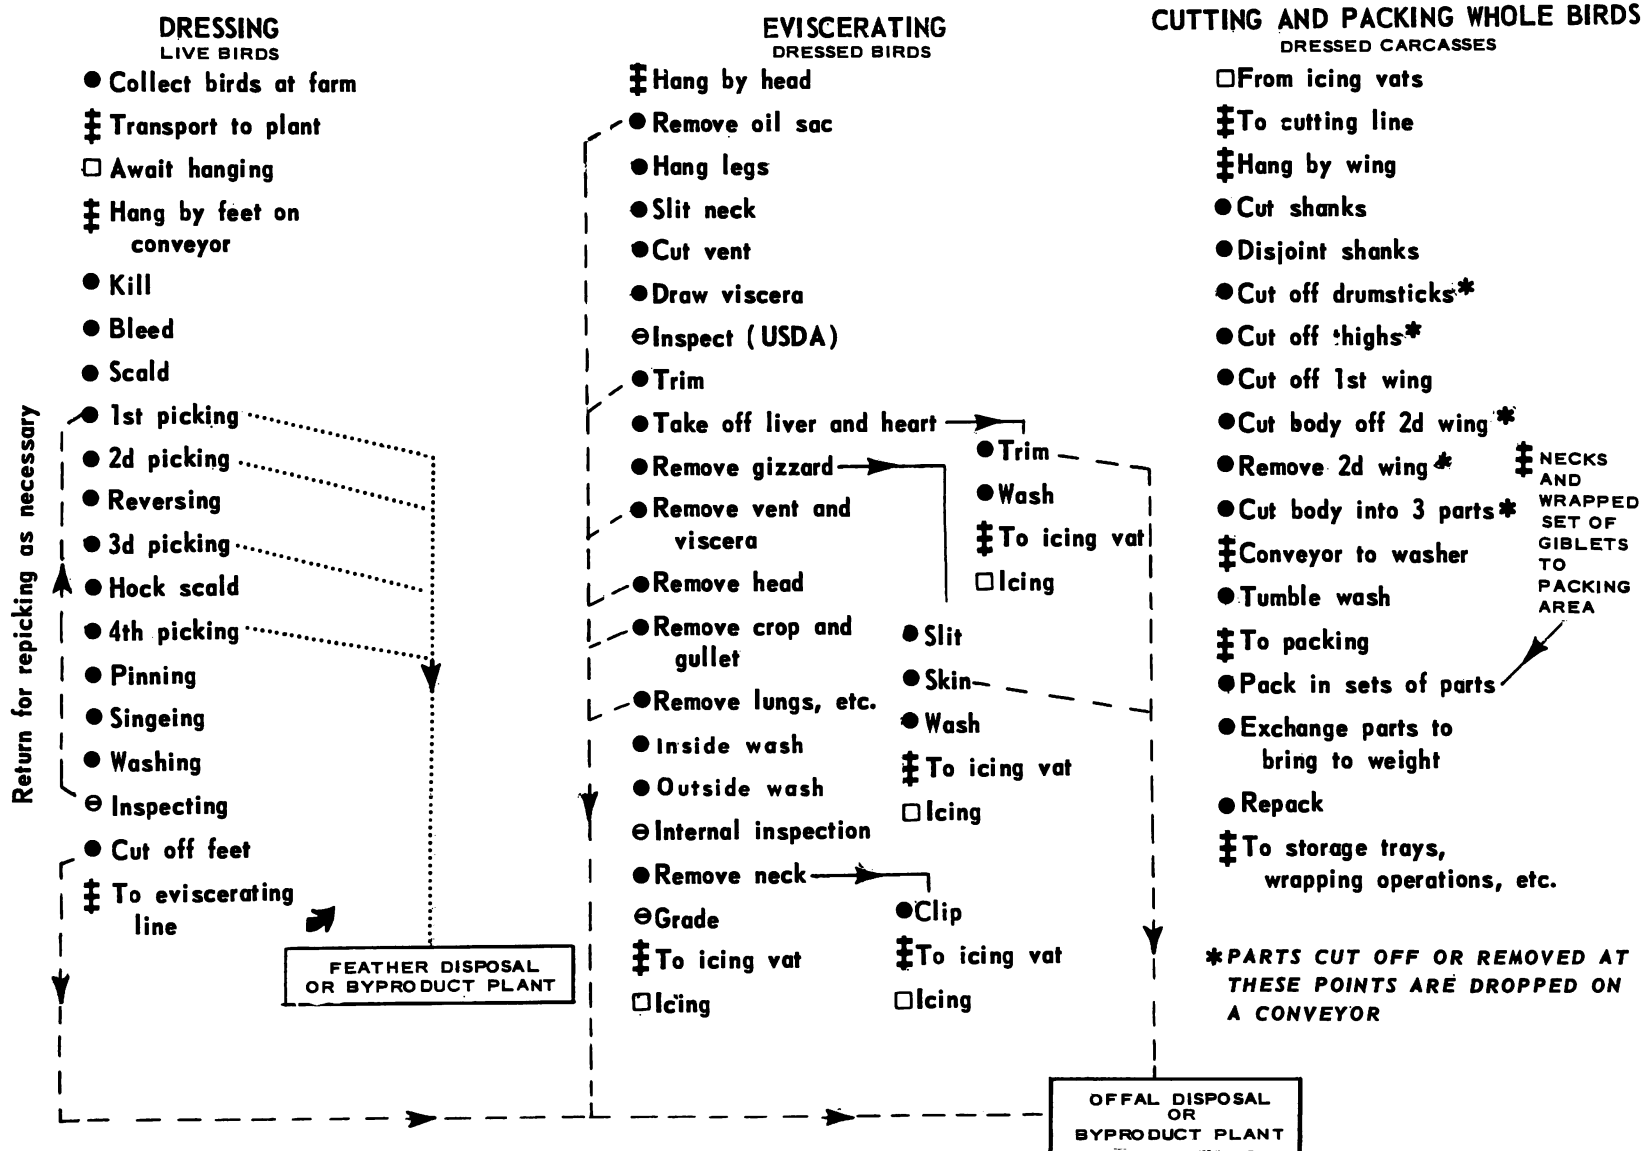 DRESSING
LIVE BIRDS
Collect birds at farm
Transport to plant
Await hanging
Hang by feet on
conveyor
Kill
Bleed
Scald
1st picking
2d picking
Reversing
3d picking
Hock scald
4th picking
Pinning
Singeing
Washing
Inspecting
Cut off feet
To eviscerating
line
Return for repicking as necessary
FEATHER DISPOSAL
OR BYPRODUCT PLANT
EVISCERATING
DRESSED BIRDS
Hang by head
Remove oil sac
Hang legs
Slit neck
Cut vent
Draw viscera
Inspect (USDA)
Trim
Take off liver and heart
Remove gizzard
Remove vent and
viscera
Remove head
Remove crop and
gullet
Remove lungs, etc.
Inside wash
Outside wash
Internal inspection
Remove neck
Grade
To icing vat
Icing
Trim
Wash
To icing vat
Icing
Slit
Skin
Wash
To icing vat
Icing
Clip
To icing vat
Icing
CUTTING AND PACKING WHOLE BIRDS
DRESSED CARCASSES
From icing vats
To cutting line
Hang by wing
Cut shanks
Disjoint shanks
Cut off drumsticks*
Cut off thighs*
Cut off 1st wing
Cut body off 2d wing*
Remove 2d wing*
Cut body into 3 parts*
Conveyor to washer
Tumble wash
To packing
Pack in sets of parts
Exchange parts to
bring to weight
Repack
To storage trays,
wrapping operations, etc.
NECKS
AND
WRAPPED
SET OF
GIBLETS
TO
PACKING
AREA
*PARTS CUT OFF OR REMOVED AT
THESE POINTS ARE DROPPED ON
A CONVEYOR
OFFAL DISPOSAL
OR
BYPRODUCT PLANT